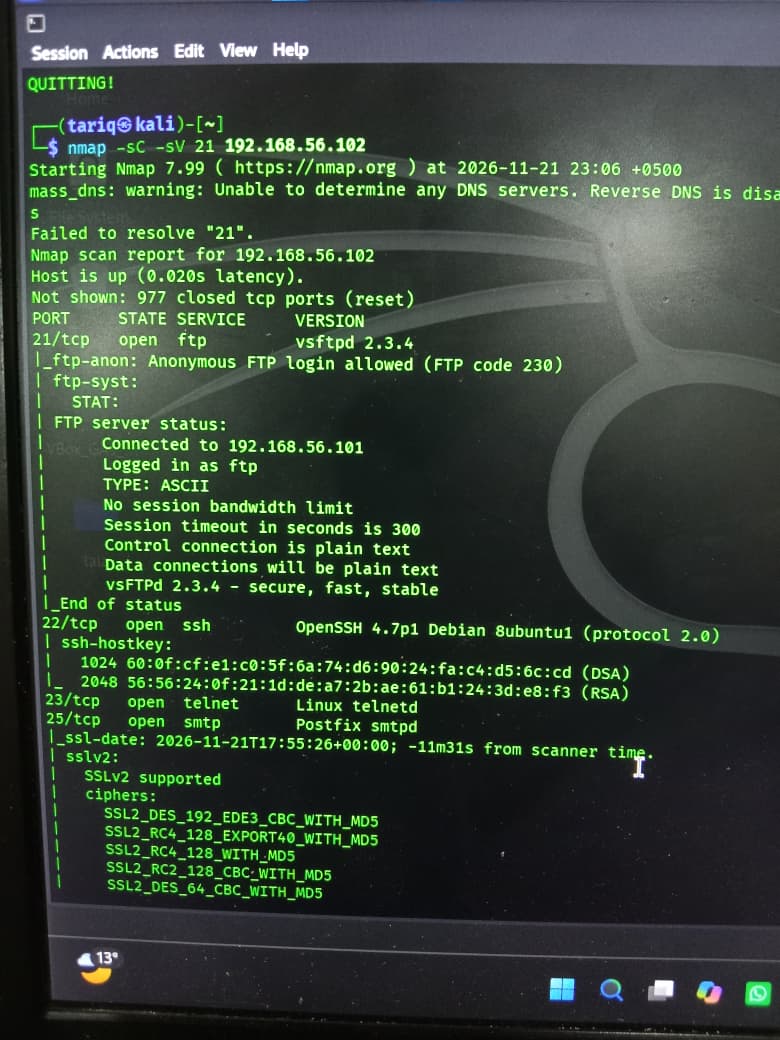 Session Actions Edit View Help
QUITTING!
(tariq㉿kali)-[~]
$ nmap -sC -sV 21 192.168.56.102
Starting Nmap 7.99 ( https://nmap.org ) at 2026-11-21 23:06 +0500
mass_dns: warning: Unable to determine any DNS servers. Reverse DNS is disa
s
Failed to resolve "21".
Nmap scan report for 192.168.56.102
Host is up (0.020s latency).
Not shown: 977 closed tcp ports (reset)
PORT STATE SERVICE VERSION
21/tcp open ftp vsftpd 2.3.4
|_ftp-anon: Anonymous FTP login allowed (FTP code 230)
| ftp-syst:
| STAT:
| FTP server status:
| Connected to 192.168.56.101
| Logged in as ftp
| TYPE: ASCII
| No session bandwidth limit
| Session timeout in seconds is 300
| Control connection is plain text
| Data connections will be plain text
| vsFTPd 2.3.4 - secure, fast, stable
|_End of status
22/tcp open ssh OpenSSH 4.7p1 Debian 8ubuntu1 (protocol 2.0)
| ssh-hostkey:
| 1024 60:0f:cf:e1:c0:5f:6a:74:d6:90:24:fa:c4:d5:6c:cd (DSA)
|_ 2048 56:56:24:0f:21:1d:de:a7:2b:ae:61:b1:24:3d:e8:f3 (RSA)
23/tcp open telnet Linux telnetd
25/tcp open smtp Postfix smtpd
|_ssl-date: 2026-11-21T17:55:26+00:00; -11m31s from scanner time.
| sslv2:
| SSLv2 supported
| ciphers:
| SSL2_DES_192_EDE3_CBC_WITH_MD5
| SSL2_RC4_128_EXPORT40_WITH_MD5
| SSL2_RC4_128_WITH_MD5
| SSL2_RC2_128_CBC_WITH_MD5
| SSL2_DES_64_CBC_WITH_MD5
13°